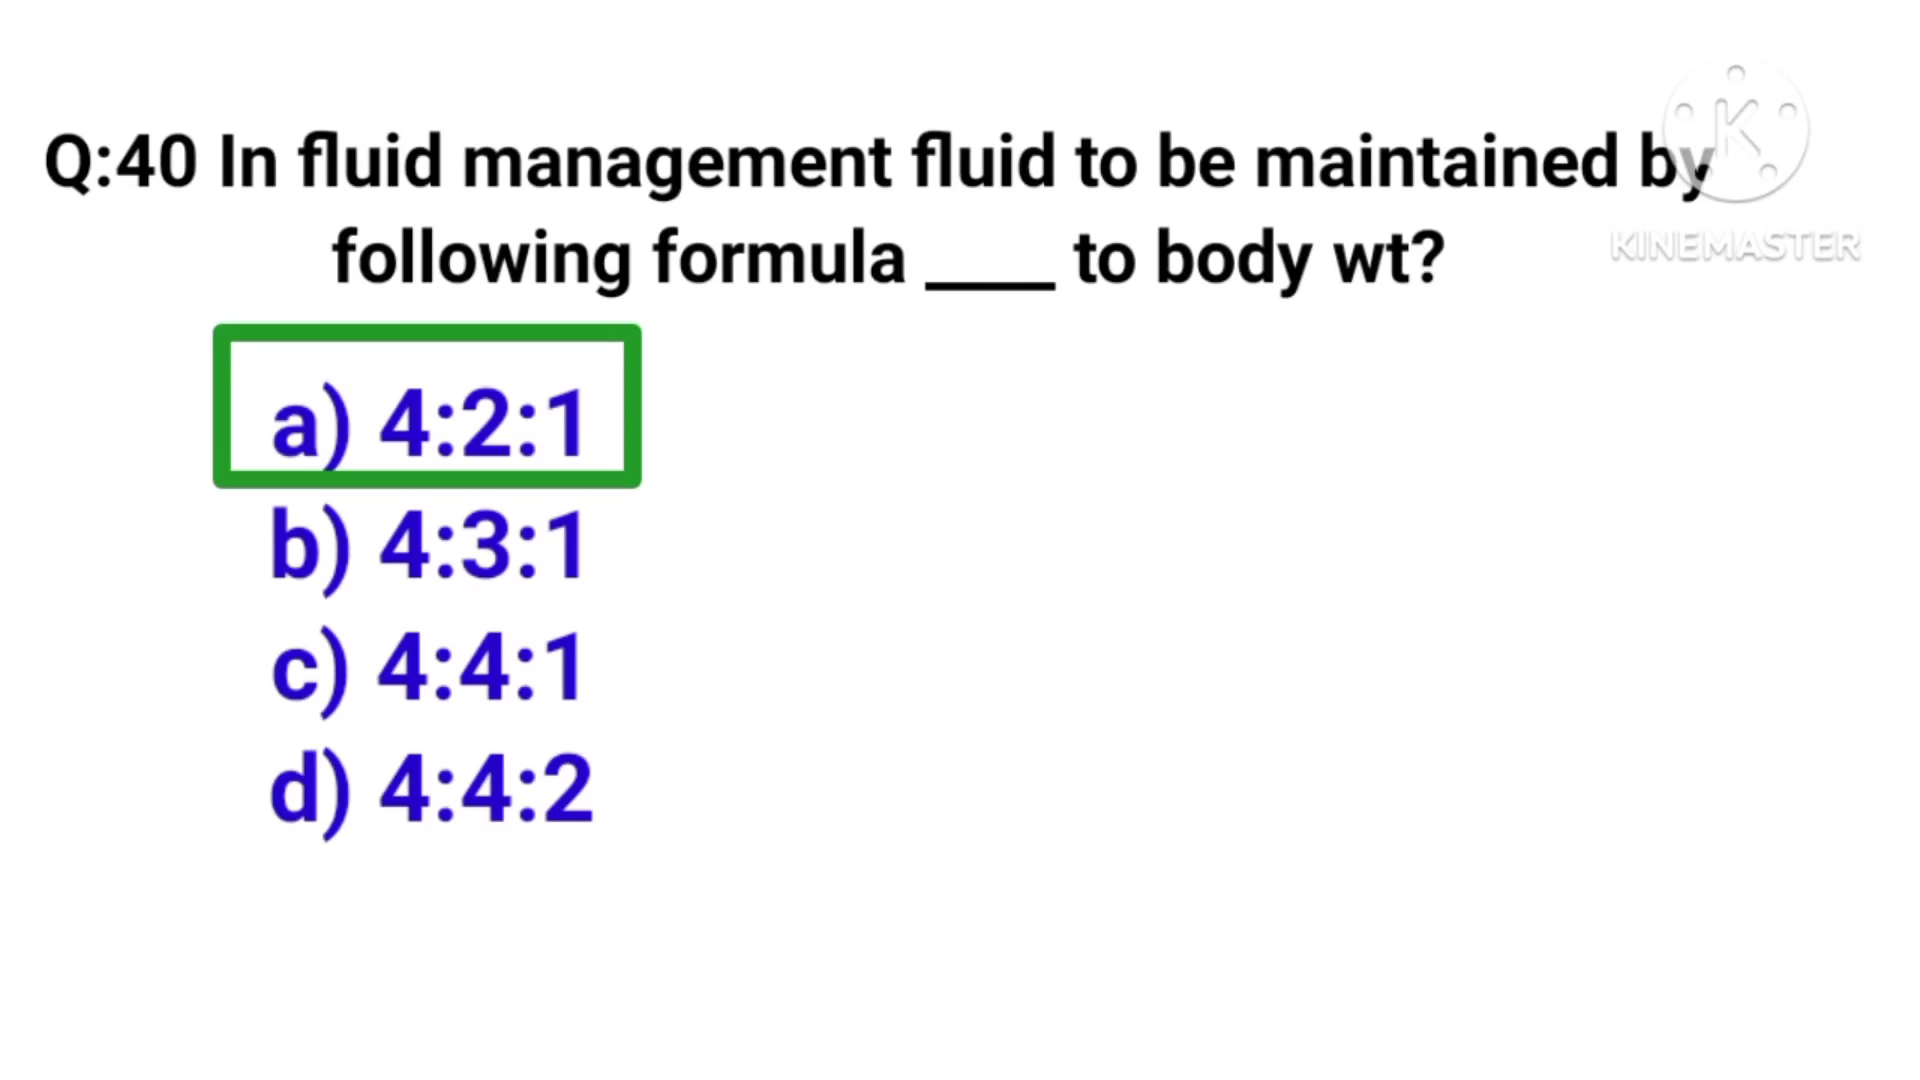 Q:40 In fluid management fluid to be maintained by
following formula ____ to body wt?
a) 4:2:1
b) 4:3:1
c) 4:4:1
d) 4:4:2
K
KINEMASTER